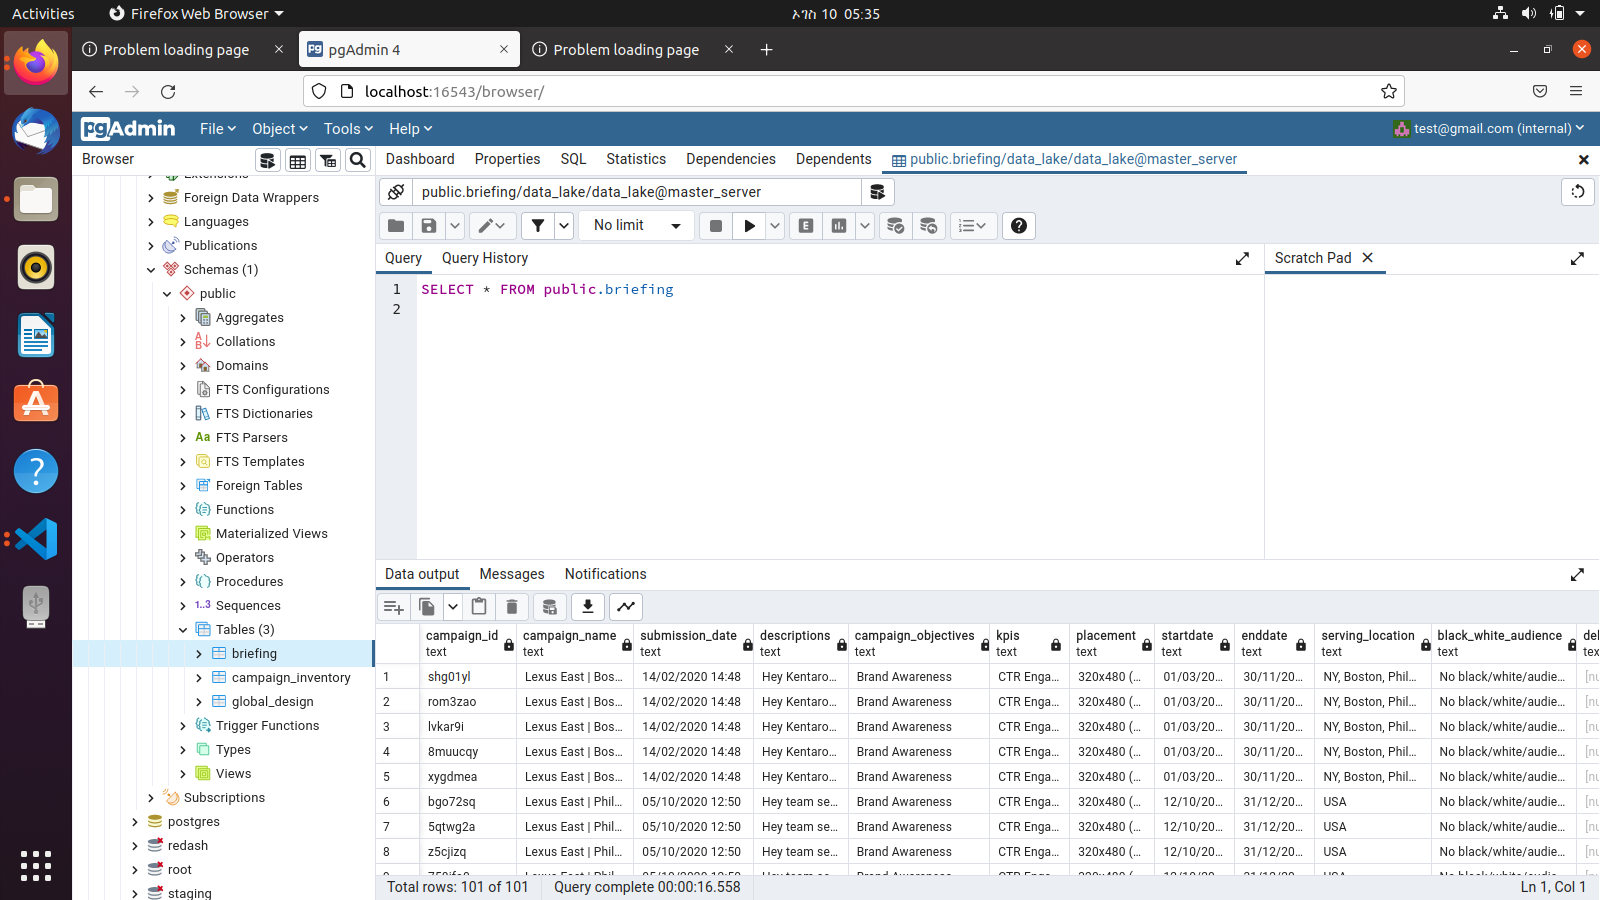 Activities
Firefox Web Browser
ኦገስ 10 05:35
Problem loading page
pgAdmin 4
Problem loading page
localhost:16543/browser/
pgAdmin
File
Object
Tools
Help
test@gmail.com (internal)
Browser
Dashboard
Properties
SQL
Statistics
Dependencies
Dependents
public.briefing/data_lake/data_lake@master_server
Extensions
Foreign Data Wrappers
Languages
Publications
Schemas (1)
public
Aggregates
Collations
Domains
FTS Configurations
FTS Dictionaries
Aa FTS Parsers
FTS Templates
Foreign Tables
Functions
Materialized Views
Operators
Procedures
1..3 Sequences
Tables (3)
briefing
campaign_inventory
global_design
Trigger Functions
Types
Views
Subscriptions
postgres
redash
root
staging
public.briefing/data_lake/data_lake@master_server
No limit
E
Query
Query History
Scratch Pad
1 SELECT * FROM public.briefing
2
Data output
Messages
Notifications
campaign_id text
campaign_name text
submission_date text
descriptions text
campaign_objectives text
kpis text
placement text
startdate text
enddate text
serving_location text
black_white_audience text
1 shg01yl Lexus East | Bos... 14/02/2020 14:48 Hey Kentaro... Brand Awareness CTR Enga... 320x480 (... 01/03/20... 30/11/20... NY, Boston, Phil... No black/white/audie... [nu
2 rom3zao Lexus East | Bos... 14/02/2020 14:48 Hey Kentaro... Brand Awareness CTR Enga... 320x480 (... 01/03/20... 30/11/20... NY, Boston, Phil... No black/white/audie... [nu
3 lvkar9i Lexus East | Bos... 14/02/2020 14:48 Hey Kentaro... Brand Awareness CTR Enga... 320x480 (... 01/03/20... 30/11/20... NY, Boston, Phil... No black/white/audie... [nu
4 8muucqy Lexus East | Bos... 14/02/2020 14:48 Hey Kentaro... Brand Awareness CTR Enga... 320x480 (... 01/03/20... 30/11/20... NY, Boston, Phil... No black/white/audie... [nu
5 xygdmea Lexus East | Bos... 14/02/2020 14:48 Hey Kentaro... Brand Awareness CTR Enga... 320x480 (... 01/03/20... 30/11/20... NY, Boston, Phil... No black/white/audie... [nu
6 bgo72sq Lexus East | Phil... 05/10/2020 12:50 Hey team se... Brand Awareness CTR Enga... 320x480 (... 12/10/20... 31/12/20... USA No black/white/audie... [nu
7 5qtwg2a Lexus East | Phil... 05/10/2020 12:50 Hey team se... Brand Awareness CTR Enga... 320x480 (... 12/10/20... 31/12/20... USA No black/white/audie... [nu
8 z5cjizq Lexus East | Phil... 05/10/2020 12:50 Hey team se... Brand Awareness CTR Enga... 320x480 (... 12/10/20... 31/12/20... USA No black/white/audie... [nu
Total rows: 101 of 101
Query complete 00:00:16.558
Ln 1, Col 1